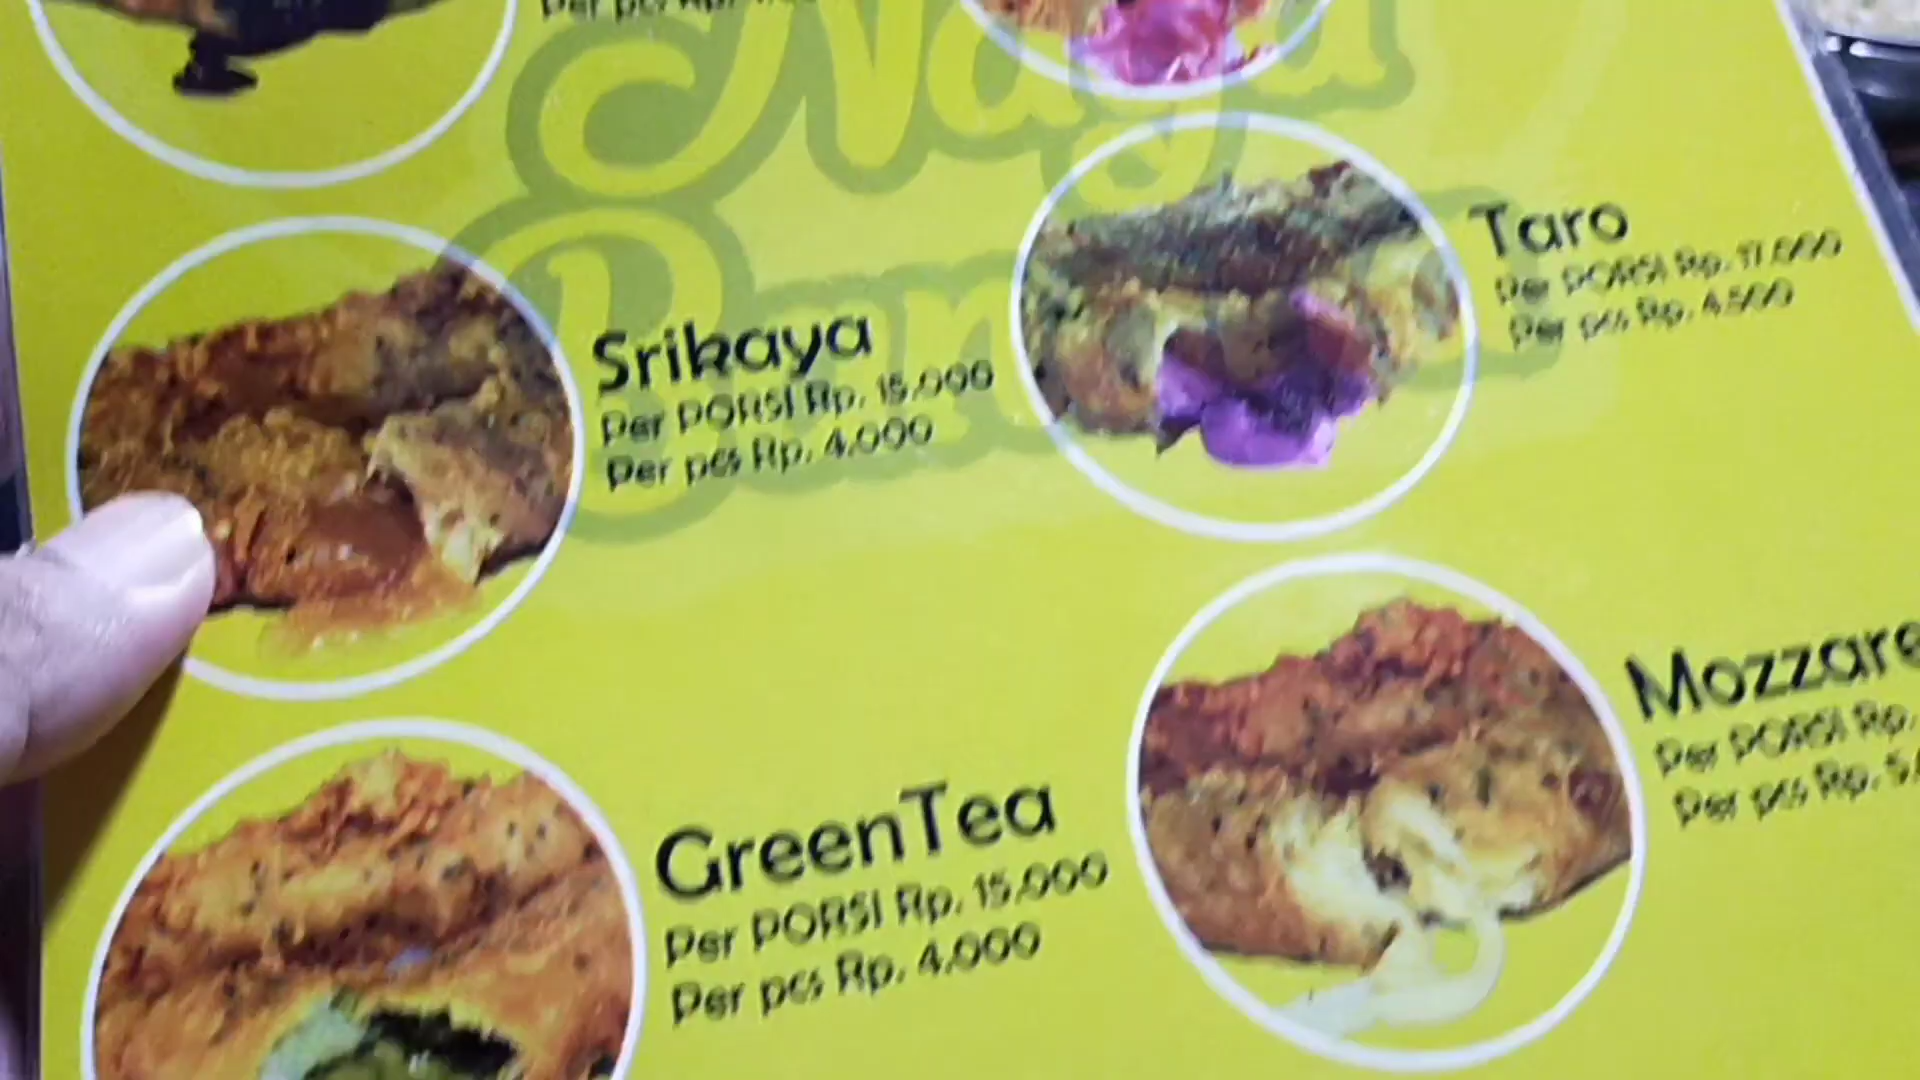 Naga
Srikaya
Per PORSI Rp. 15.000
Per pcs Rp. 4.000
Taro
Per PORSI Rp. 17.000
Per pcs Rp. 4.500
GreenTea
Per PORSI Rp. 15.000
Per pcs Rp. 4.000
Per PORSI Rp.
Per pcs Rp.